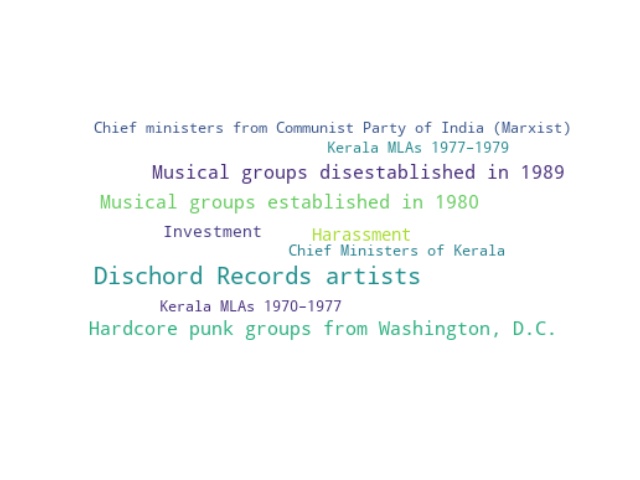 Chief ministers from Communist Party of India (Marxist)
Kerala MLAs 1977–1979
Musical groups disestablished in 1989
Musical groups established in 1980
Investment
Harassment
Chief Ministers of Kerala
Dischord Records artists
Kerala MLAs 1970–1977
Hardcore punk groups from Washington, D.C.